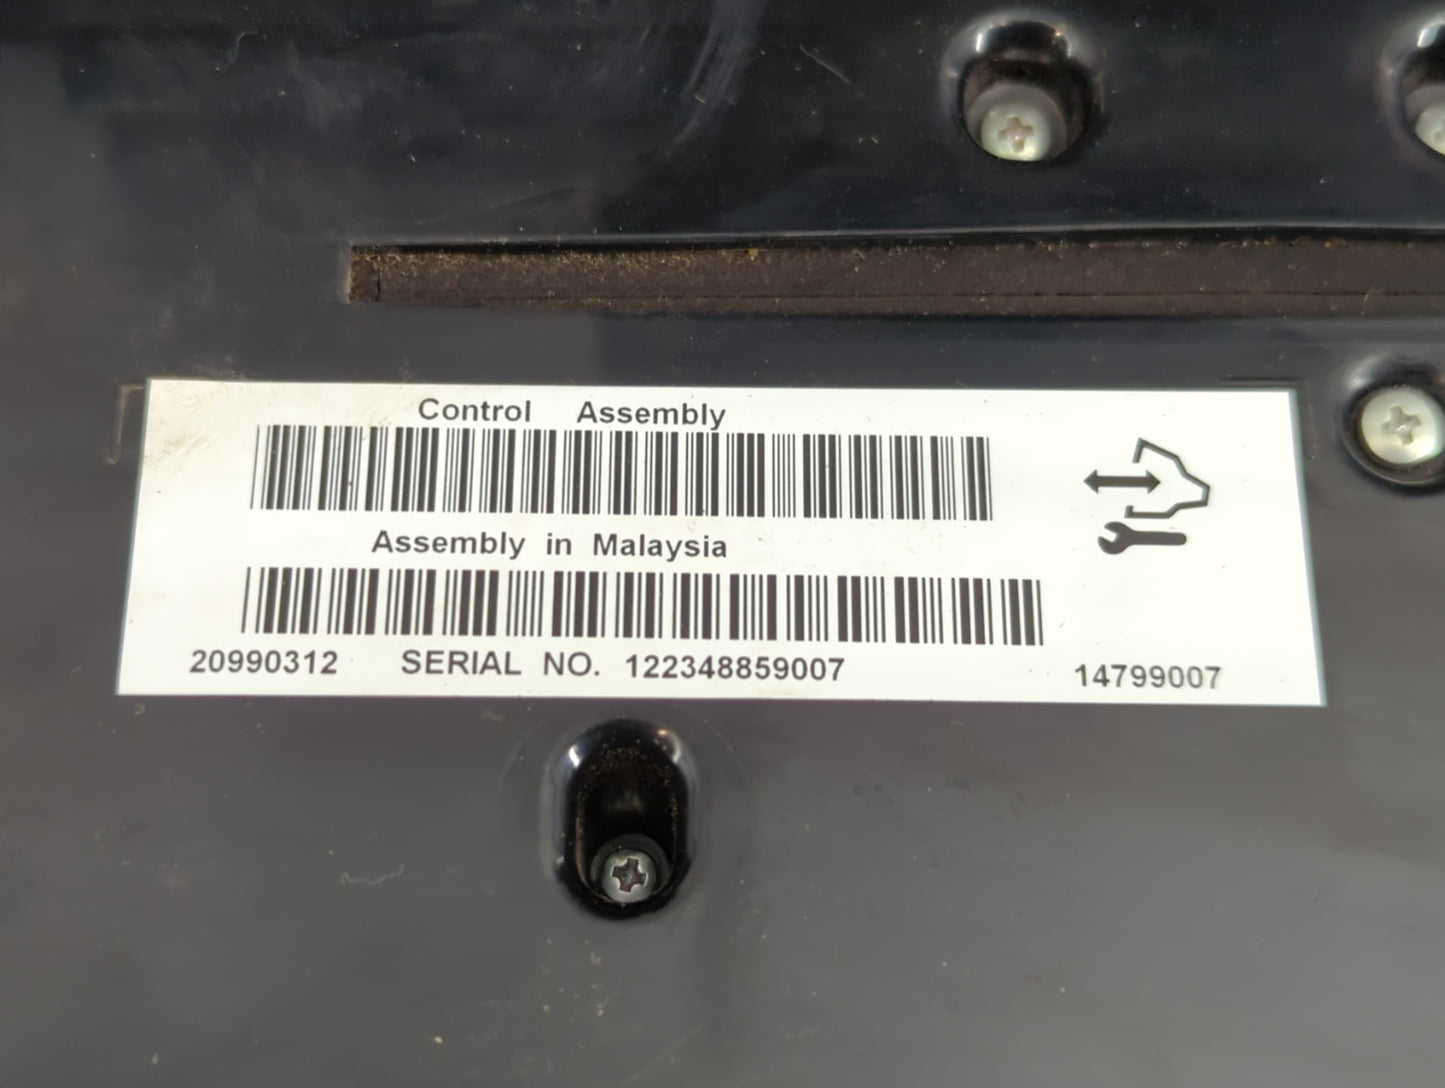 Control Assembly
Assembly in Malaysia
20990312 SERIAL NO. 122348859007 14799007